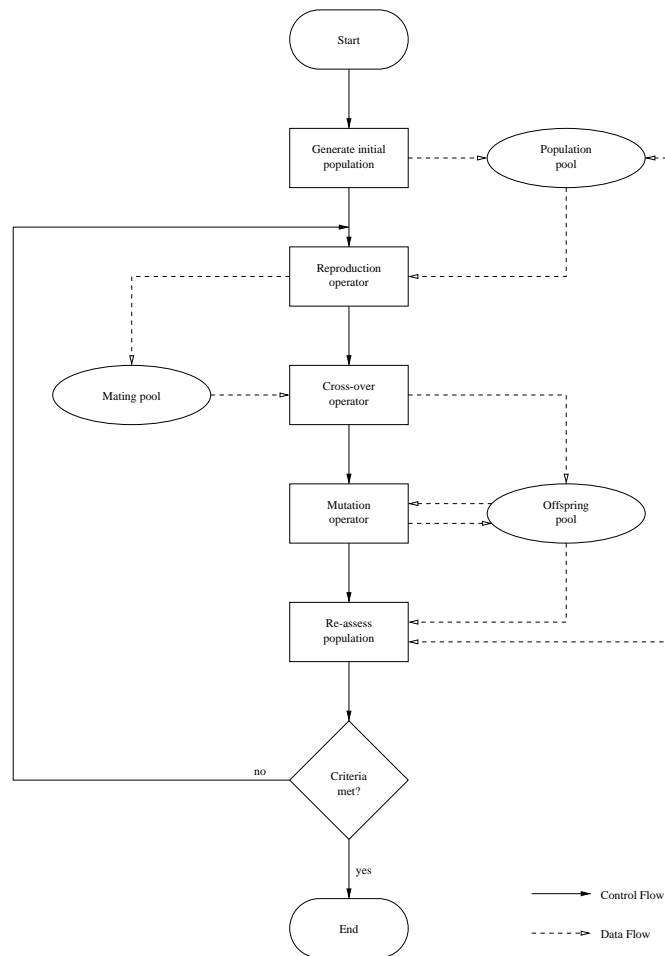 Start
Generate initial
population
Population
pool
Reproduction
operator
Mating pool
Cross-over
operator
Mutation
operator
Offspring
pool
Re-assess
population
no
Criteria
met?
yes
End
Control Flow
Data Flow